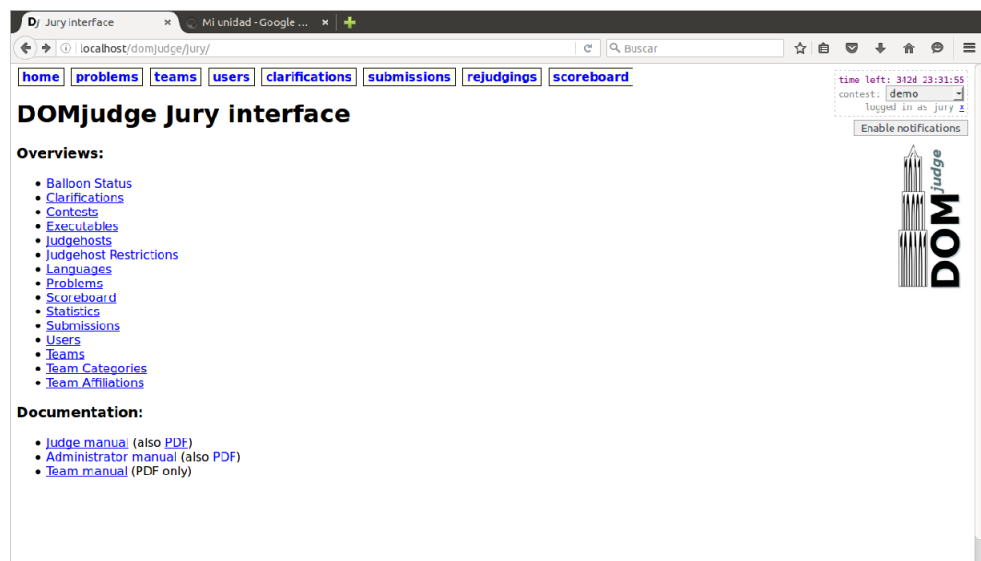 Dj Jury interface × Mi unidad - Google ... ×
localhost/domjudge/jury/ Buscar
home problems teams users clarifications submissions rejudgings scoreboard
time left: 342d 23:31:55
contest: demo
logged in as jury x
Enable notifications
DOMjudge Jury interface
DOMjudge
Overviews:
• Balloon Status
• Clarifications
• Contests
• Executables
• Judgehosts
• Judgehost Restrictions
• Languages
• Problems
• Scoreboard
• Statistics
• Submissions
• Users
• Teams
• Team Categories
• Team Affiliations
Documentation:
• Judge manual (also PDF)
• Administrator manual (also PDF)
• Team manual (PDF only)